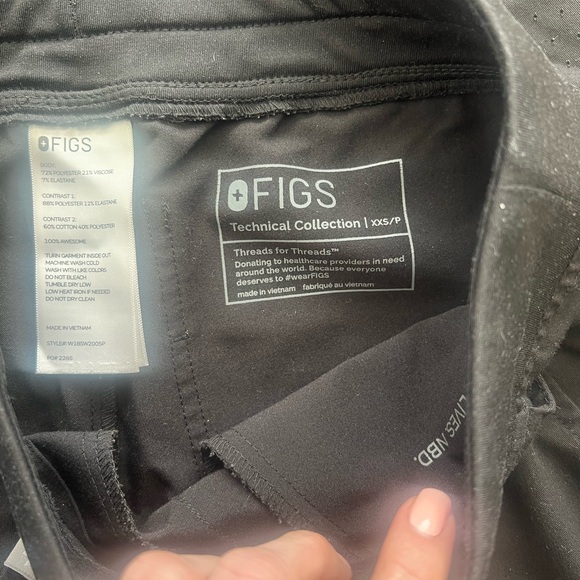 FIGS
BODY:
72% POLYESTER 21% VISCOSE
7% ELASTANE
CONTRAST 1:
88% POLYESTER 12% ELASTANE
CONTRAST 2:
60% COTTON 40% POLYESTER
100% AWESOME
TURN GARMENT INSIDE OUT
MACHINE WASH COLD
WASH WITH LIKE COLORS
DO NOT BLEACH
TUMBLE DRY LOW
LOW HEAT IRON IF NEEDED
DO NOT DRY CLEAN
MADE IN VIETNAM
STYLE#: W2BSW2005P
PO# 2265
FIGS
Technical Collection | XXS/P
Threads for Threads™
Donating to healthcare providers in need
around the world. Because everyone
deserves to #wearFIGS
made in vietnam fabriqué au vietnam
LIVES. NBD.